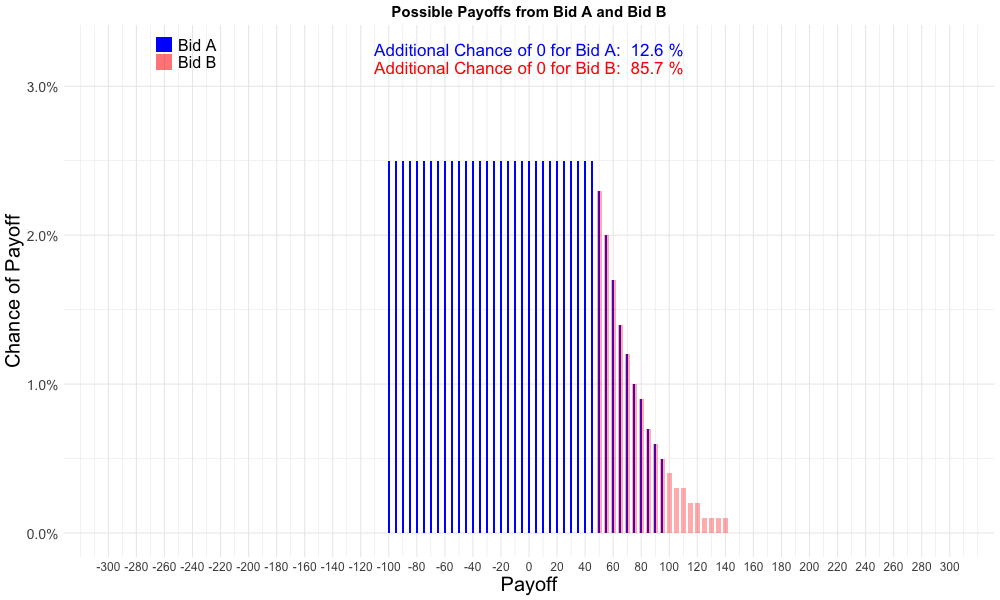 Possible Payoffs from Bid A and Bid B
Bid A
Bid B
Additional Chance of 0 for Bid A: 12.6 %
Additional Chance of 0 for Bid B: 85.7 %
Chance of Payoff
3.0%
2.0%
1.0%
0.0%
-300 -280 -260 -240 -220 -200 -180 -160 -140 -120 -100 -80 -60 -40 -20 0 20 40 60 80 100 120 140 160 180 200 220 240 260 280 300
Payoff